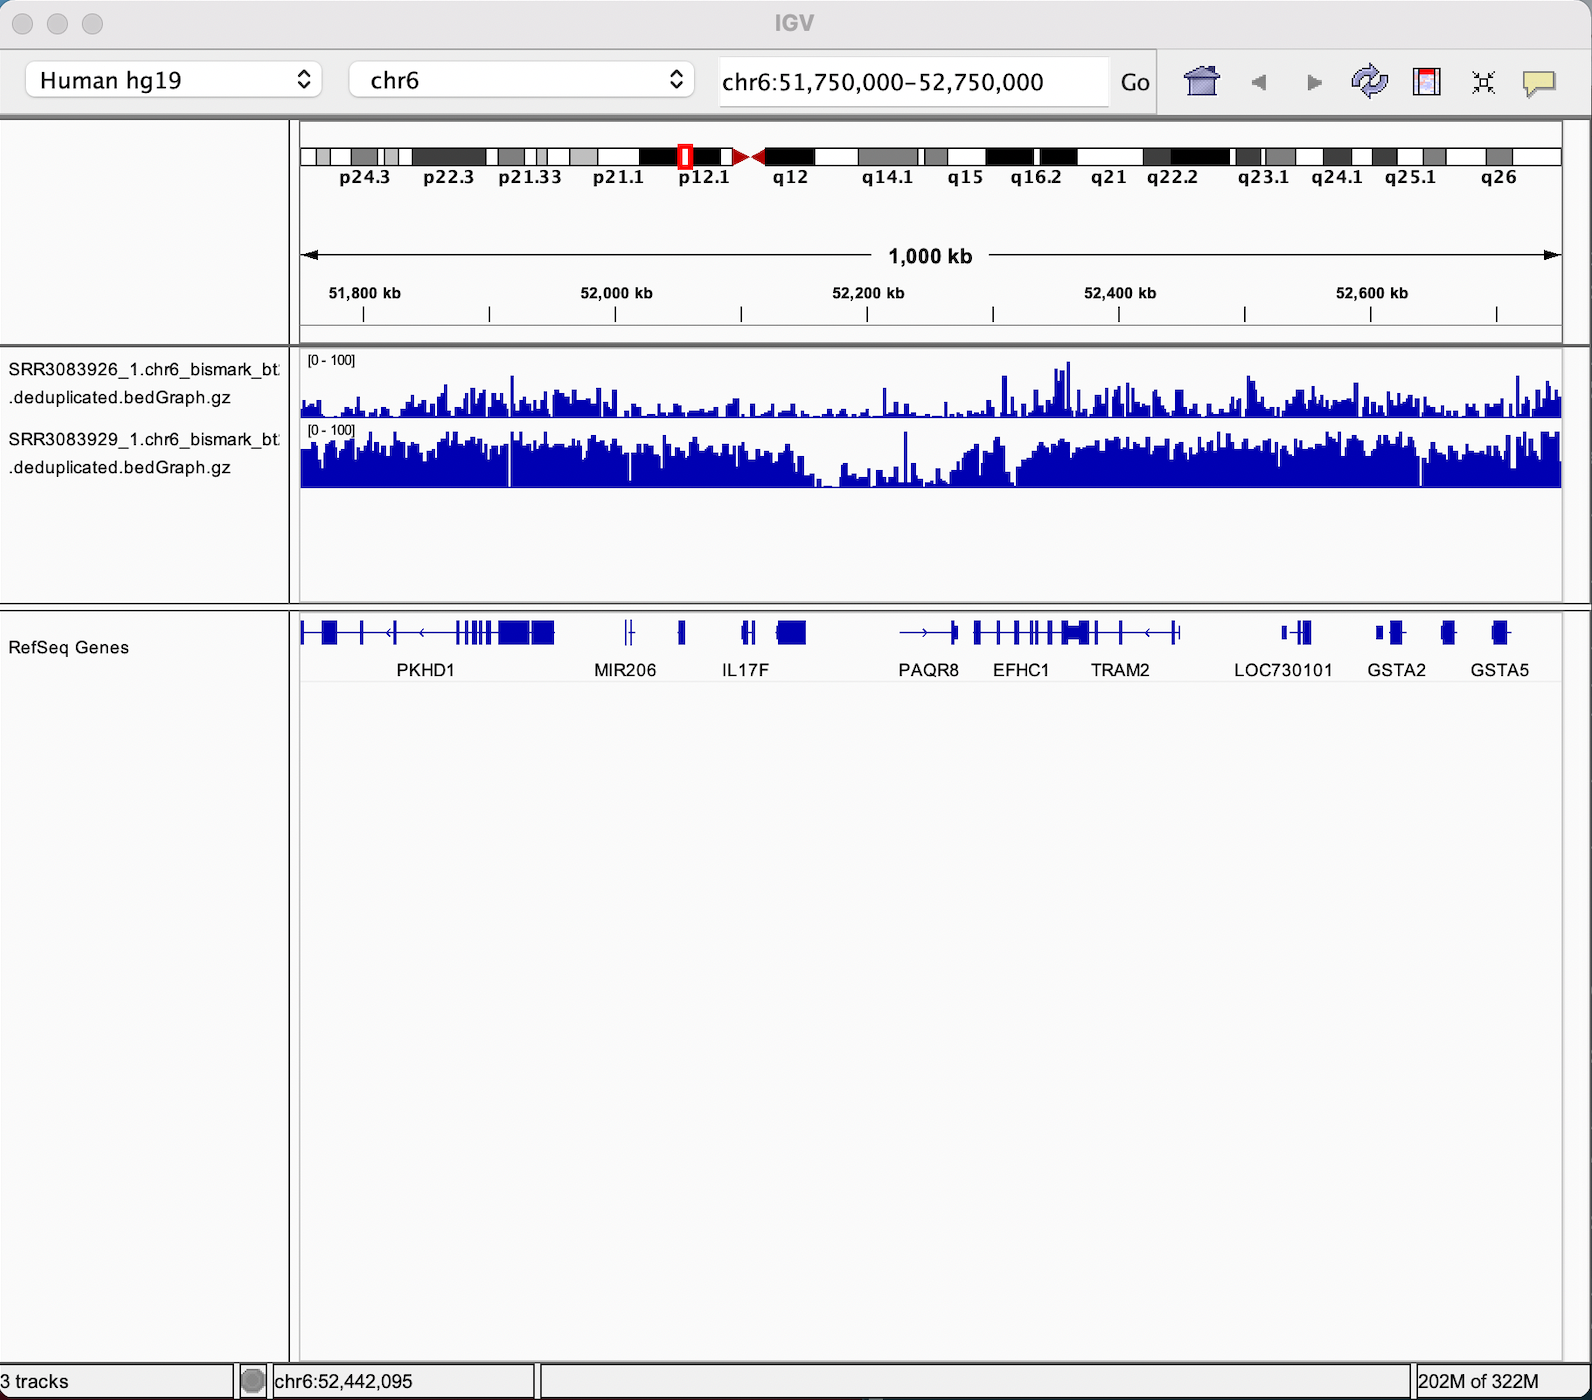 IGV
Human hg19 chr6 chr6:51,750,000-52,750,000 Go
p24.3 p22.3 p21.33 p21.1 p12.1 q12 q14.1 q15 q16.2 q21 q22.2 q23.1 q24.1 q25.1 q26
1,000 kb
51,800 kb 52,000 kb 52,200 kb 52,400 kb 52,600 kb
[0 - 100]
SRR3083926_1.chr6_bismark_bt
.deduplicated.bedGraph.gz
[0 - 100]
SRR3083929_1.chr6_bismark_bt
.deduplicated.bedGraph.gz
RefSeq Genes
PKHD1 MIR206 IL17F PAQR8 EFHC1 TRAM2 LOC730101 GSTA2 GSTA5
3 tracks chr6:52,442,095 202M of 322M